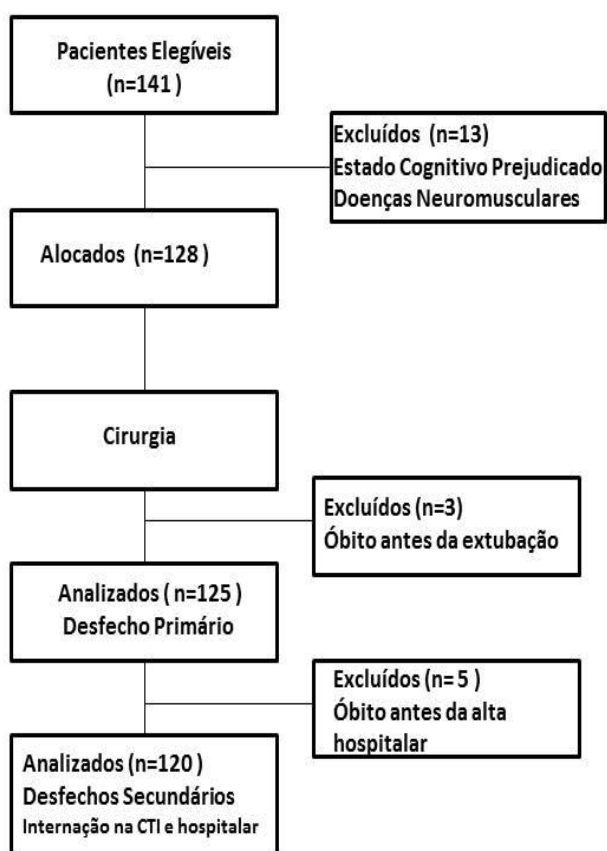 Pacientes Elegíveis
(n=141 )
Excluídos (n=13)
Estado Cognitivo Prejudicado
Doenças Neuromusculares
Alocados (n=128 )
Cirurgia
Excluídos (n=3)
Óbito antes da extubação
Analizados ( n=125 )
Desfecho Primário
Excluídos (n= 5 )
Óbito antes da alta
hospitalar
Analizados (n=120 )
Desfechos Secundários
Internação na CTI e hospitalar